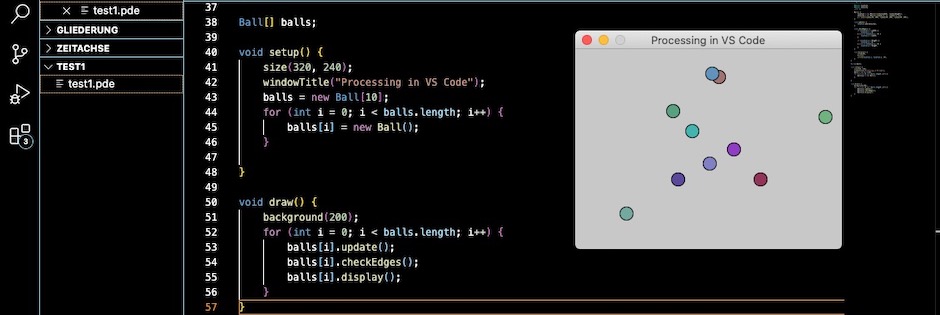 test1.pde
GLIEDERUNG
ZEITACHSE
TEST1
test1.pde
3
37
38 Ball[] balls;
39
40 void setup() {
41 size(320, 240);
42 windowTitle("Processing in VS Code");
43 balls = new Ball[10];
44 for (int i = 0; i < balls.length; i++) {
45 balls[i] = new Ball();
46 }
47
48 }
49
50 void draw() {
51 background(200);
52 for (int i = 0; i < balls.length; i++) {
53 balls[i].update();
54 balls[i].checkEdges();
55 balls[i].display();
56 }
57 }
Processing in VS Code